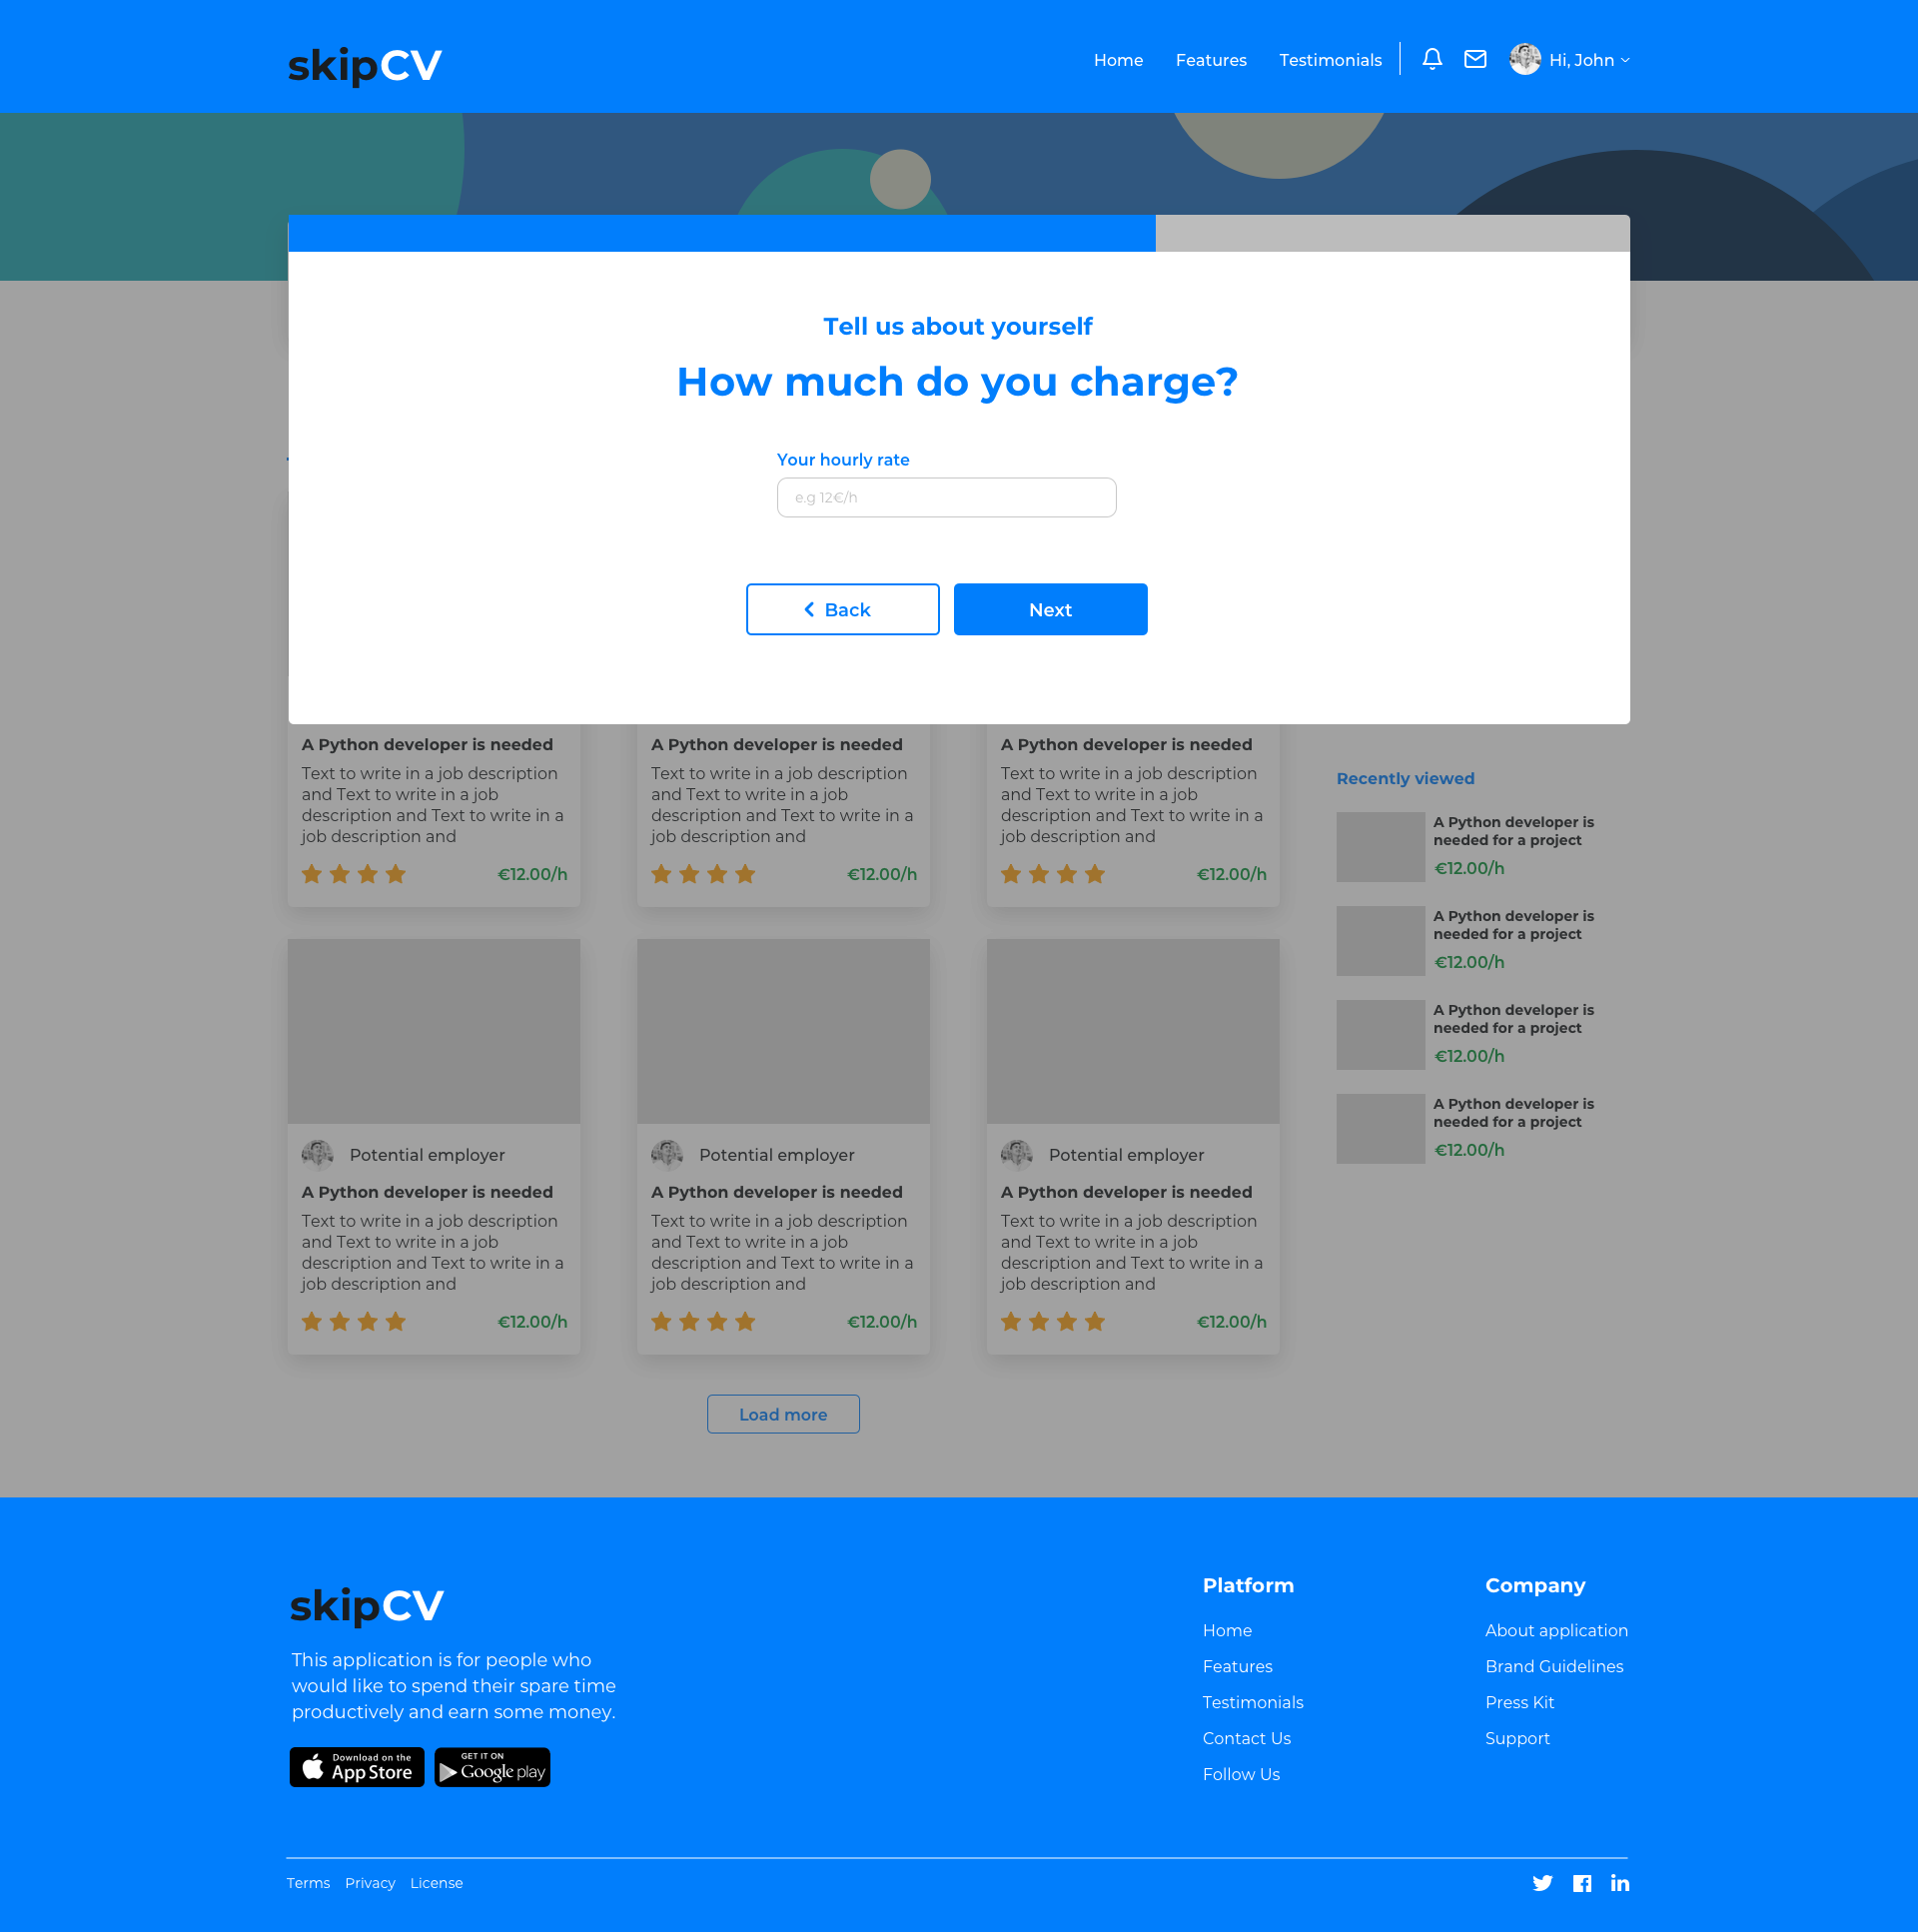 skipCV
Home Features Testimonials Hi, John
Tell us about yourself
How much do you charge?
Your hourly rate
e.g 12€/h
Back Next
A Python developer is needed
Text to write in a job description
and Text to write in a job
description and Text to write in a
job description and
€12.00/h
A Python developer is needed
Text to write in a job description
and Text to write in a job
description and Text to write in a
job description and
€12.00/h
A Python developer is needed
Text to write in a job description
and Text to write in a job
description and Text to write in a
job description and
€12.00/h
Recently viewed
A Python developer is
needed for a project
€12.00/h
A Python developer is
needed for a project
€12.00/h
A Python developer is
needed for a project
€12.00/h
A Python developer is
needed for a project
€12.00/h
Potential employer
A Python developer is needed
Text to write in a job description
and Text to write in a job
description and Text to write in a
job description and
€12.00/h
Potential employer
A Python developer is needed
Text to write in a job description
and Text to write in a job
description and Text to write in a
job description and
€12.00/h
Potential employer
A Python developer is needed
Text to write in a job description
and Text to write in a job
description and Text to write in a
job description and
€12.00/h
Load more
skipCV
This application is for people who
would like to spend their spare time
productively and earn some money.
Download on the
App Store
GET IT ON
Google play
Platform
Home
Features
Testimonials
Contact Us
Follow Us
Company
About application
Brand Guidelines
Press Kit
Support
Terms Privacy License